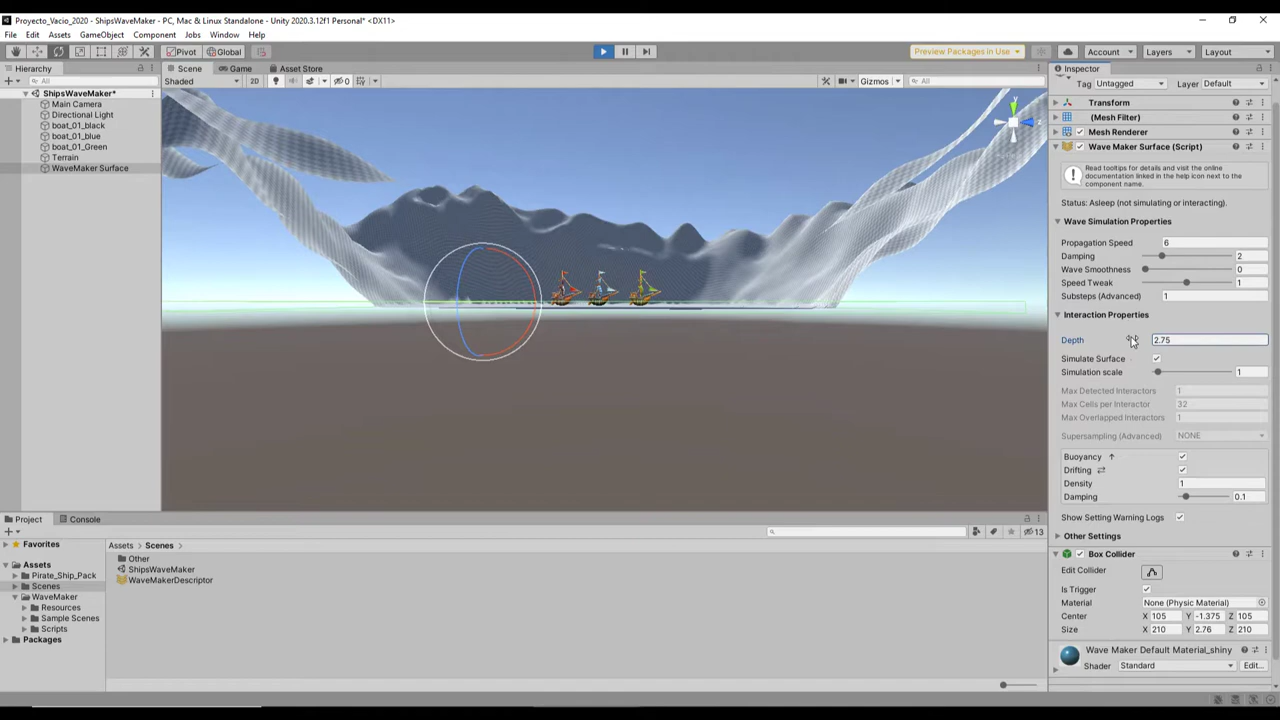 Proyecto_Vacio_2020 - ShipsWaveMaker - PC, Mac & Linux Standalone - Unity 2020.3.12f1 Personal* <DX11>
File Edit Assets GameObject Component Jobs Window Help
Pivot Global Preview Packages in Use Account Layers Layout
Hierarchy
All
ShipsWaveMaker*
Main Camera
Directional Light
boat_01_black
boat_01_blue
boat_01_Green
Terrain
WaveMaker Surface
Scene Game Asset Store
Shaded 2D 0 Gizmos All
y
z
Inspector
Tag Untagged Layer Default
Transform
(Mesh Filter)
Mesh Renderer
Wave Maker Surface (Script)
Read tooltips for details and visit the online
documentation linked in the help icon next to the
component name.
Status: Asleep (not simulating or interacting).
Wave Simulation Properties
Propagation Speed 6
Damping 2
Wave Smoothness 0
Speed Tweak 1
Substeps (Advanced) 1
Interaction Properties
Depth 2.75
Simulate Surface
Simulation scale 1
Max Detected Interactors 1
Max Cells per Interactor 32
Max Overlapped Interactors 1
Supersampling (Advanced) NONE
Buoyancy
Drifting
Density 1
Damping 0.1
Show Setting Warning Logs
Other Settings
Box Collider
Edit Collider
Is Trigger
Material None (Physic Material)
Center X 105 Y -1.375 Z 105
Size X 210 Y 2.76 Z 210
Wave Maker Default Material_shiny
Shader Standard Edit...
Project Console
13
Favorites
Assets
Pirate_Ship_Pack
Scenes
WaveMaker
Resources
Sample Scenes
Scripts
Packages
Assets Scenes
Other
ShipsWaveMaker
WaveMakerDescriptor